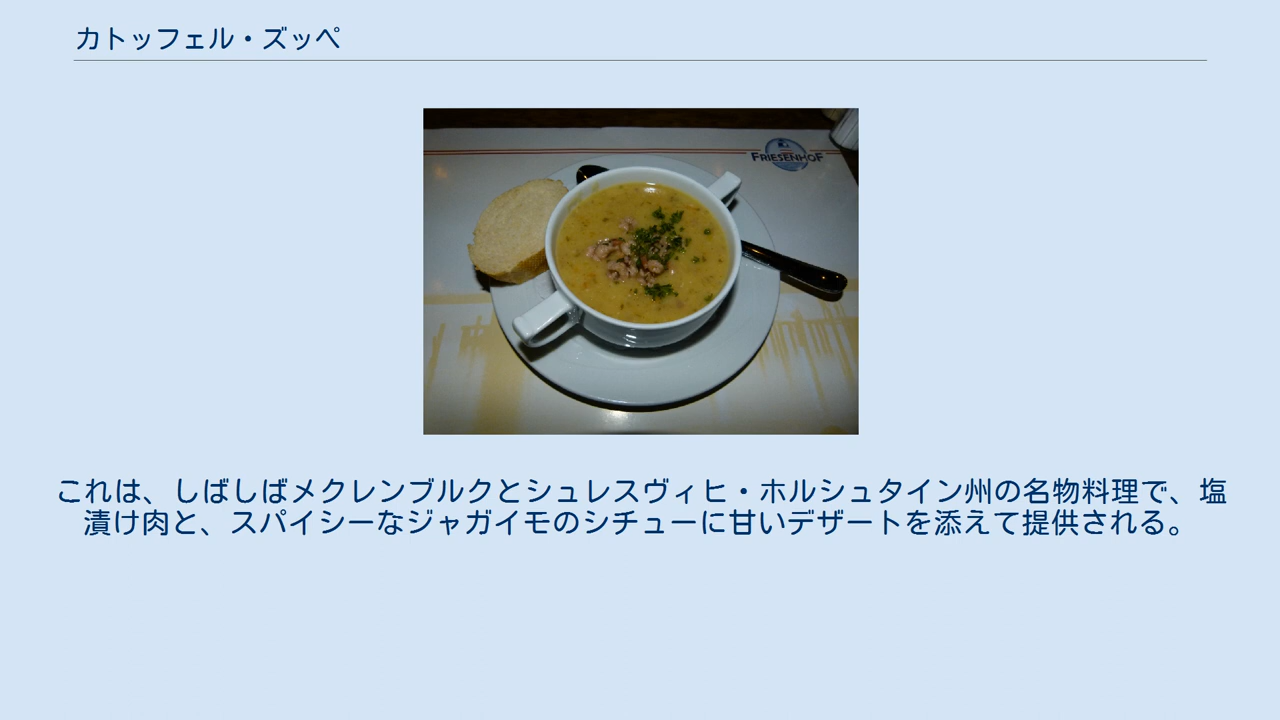 カトッフェル・ズッペ
FRIESENHOF
これは、しばしばメクレンブルクとシュレスヴィヒ・ホルシュタイン州の名物料理で、塩
漬け肉と、スパイシーなジャガイモのシチューに甘いデザートを添えて提供される。